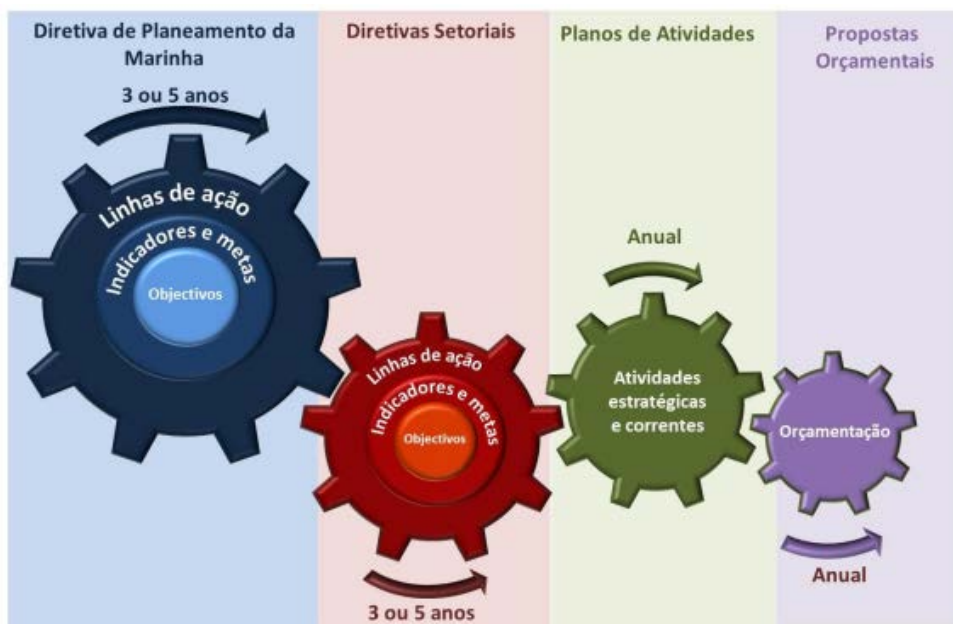 Diretiva de Planeamento da
Marinha
3 ou 5 anos
Linhas de ação
Indicadores e metas
Objectivos
Diretivas Setoriais
Linhas de ação
Indicadores e metas
Objectivos
3 ou 5 anos
Planos de Atividades
Anual
Atividades
estratégicas
e correntes
Propostas
Orçamentais
Orçamentação
Anual